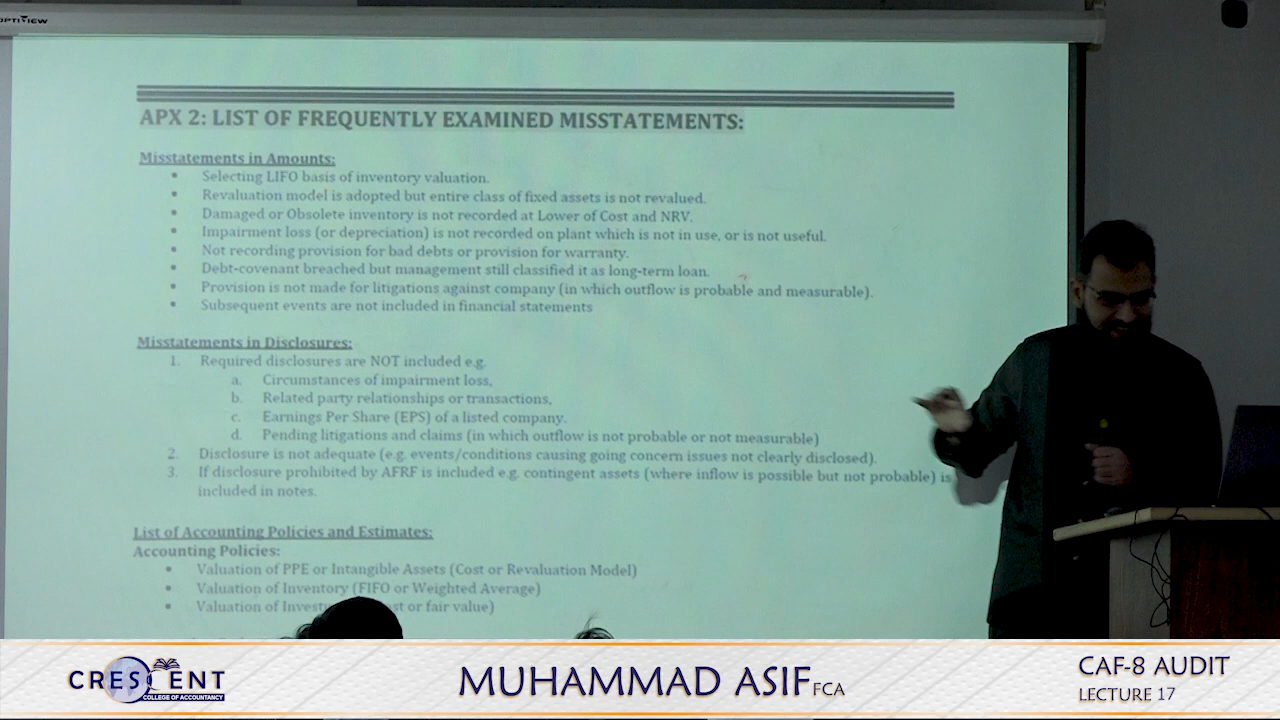 OPTIVIEW
APX 2: LIST OF FREQUENTLY EXAMINED MISSTATEMENTS:
Misstatements in Amounts:
• Selecting LIFO basis of inventory valuation.
• Revaluation model is adopted but entire class of fixed assets is not revalued.
• Damaged or Obsolete inventory is not recorded at Lower of Cost and NRV.
• Impairment loss (or depreciation) is not recorded on plant which is not in use, or is not useful.
• Not recording provision for bad debts or provision for warranty.
• Debt-covenant breached but management still classified it as long-term loan.
• Provision is not made for litigations against company (in which outflow is probable and measurable).
• Subsequent events are not included in financial statements
Misstatements in Disclosures:
1. Required disclosures are NOT included e.g.
a. Circumstances of impairment loss,
b. Related party relationships or transactions,
c. Earnings Per Share (EPS) of a listed company.
d. Pending litigations and claims (in which outflow is not probable or not measurable)
2. Disclosure is not adequate (e.g. events/conditions causing going concern issues not clearly disclosed).
3. If disclosure prohibited by AFRF is included e.g. contingent assets (where inflow is possible but not probable) is
included in notes.
List of Accounting Policies and Estimates:
Accounting Policies:
• Valuation of PPE or Intangible Assets (Cost or Revaluation Model)
• Valuation of Inventory (FIFO or Weighted Average)
• Valuation of or fair value)
CRESCENT
COLLEGE OF ACCOUNTANCY
MUHAMMAD ASIF FCA
CAF-8 AUDIT
LECTURE 17